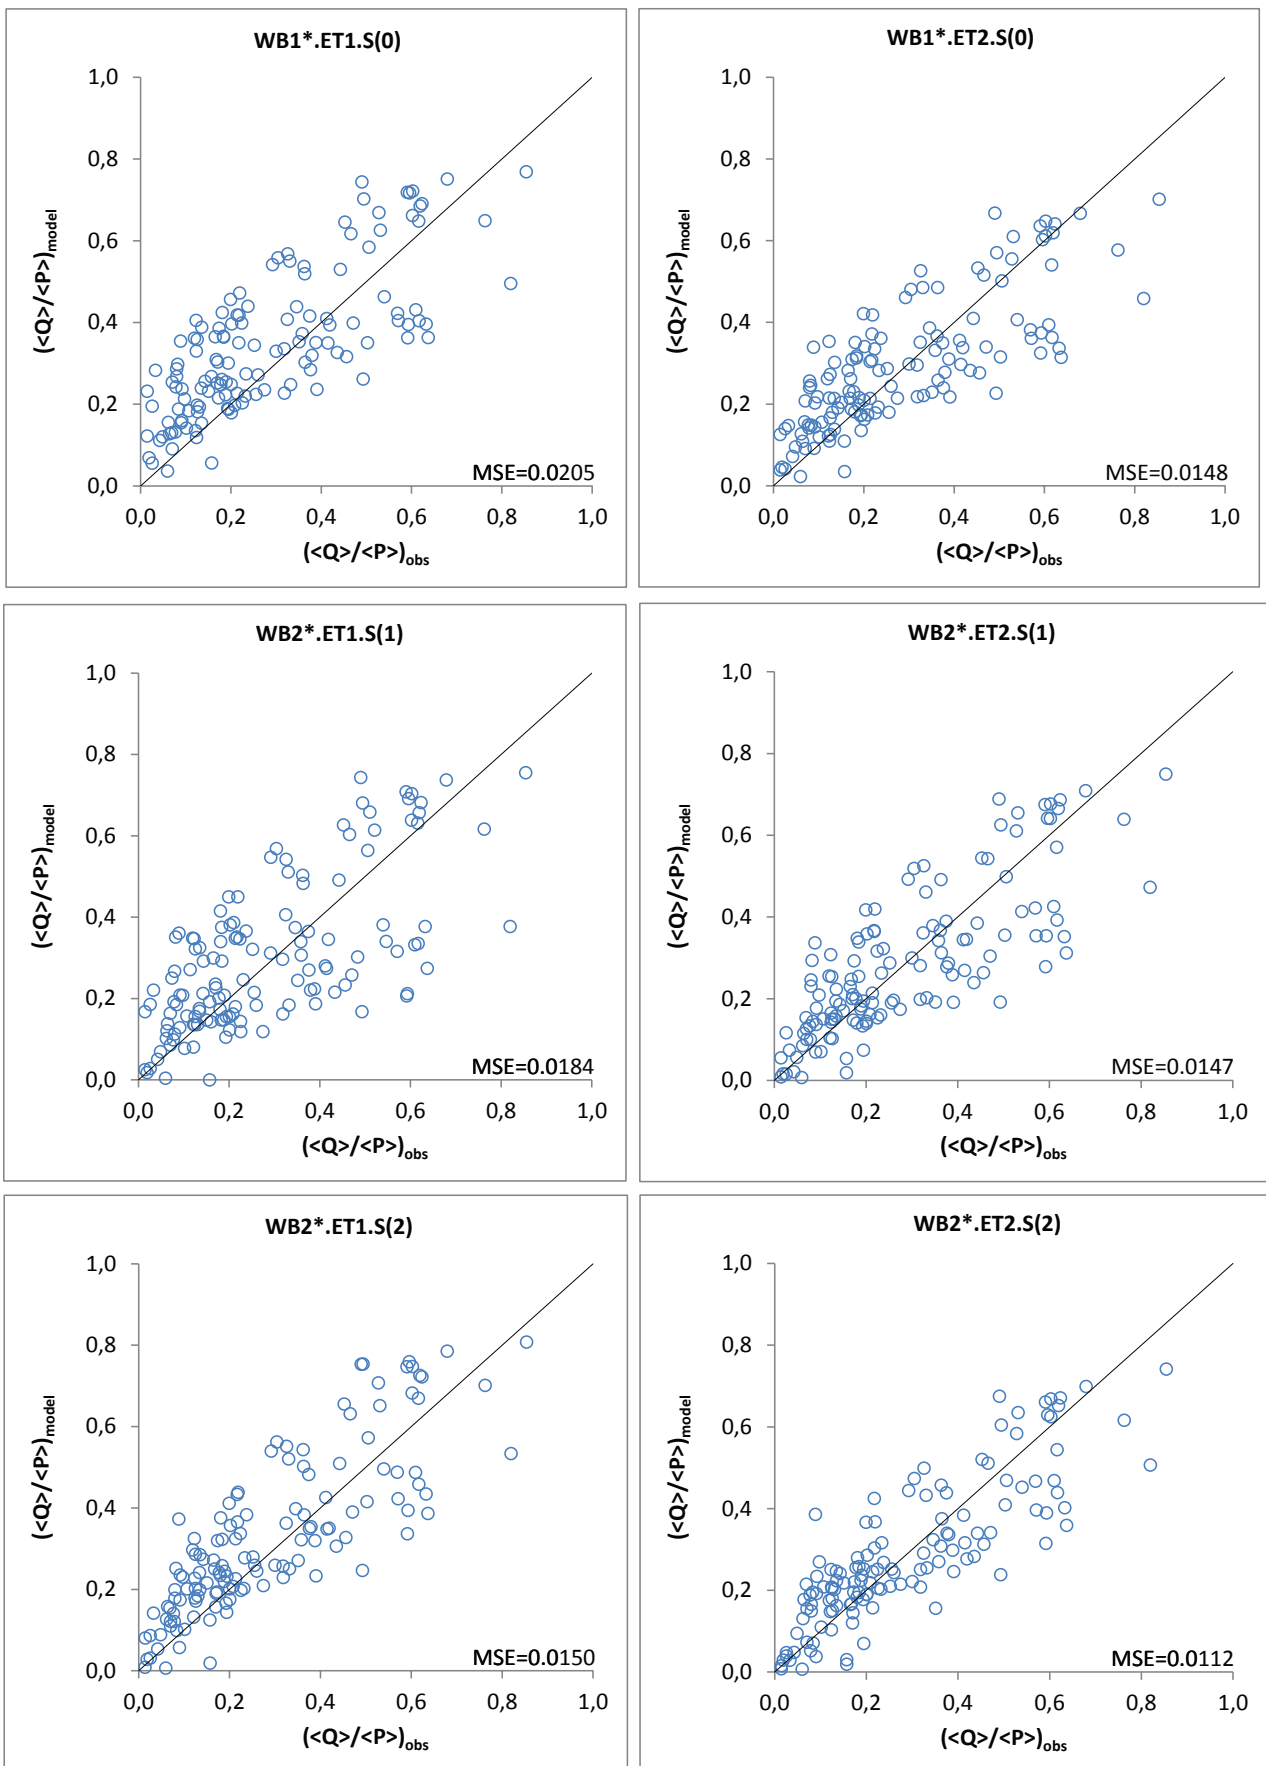 WB1*.ET1.S(0)
1,0
0,8
0,6
0,4
0,2
0,0
(<Q>/<P>)model
MSE=0.0205
0,0 0,2 0,4 0,6 0,8 1,0
(<Q>/<P>)obs
WB1*.ET2.S(0)
1,0
0,8
0,6
0,4
0,2
0,0
(<Q>/<P>)model
MSE=0.0148
0,0 0,2 0,4 0,6 0,8 1,0
(<Q>/<P>)obs
WB2*.ET1.S(1)
1,0
0,8
0,6
0,4
0,2
0,0
(<Q>/<P>)model
MSE=0.0184
0,0 0,2 0,4 0,6 0,8 1,0
(<Q>/<P>)obs
WB2*.ET2.S(1)
1,0
0,8
0,6
0,4
0,2
0,0
(<Q>/<P>)model
MSE=0.0147
0,0 0,2 0,4 0,6 0,8 1,0
(<Q>/<P>)obs
WB2*.ET1.S(2)
1,0
0,8
0,6
0,4
0,2
0,0
(<Q>/<P>)model
MSE=0.0150
0,0 0,2 0,4 0,6 0,8 1,0
(<Q>/<P>)obs
WB2*.ET2.S(2)
1,0
0,8
0,6
0,4
0,2
0,0
(<Q>/<P>)model
MSE=0.0112
0,0 0,2 0,4 0,6 0,8 1,0
(<Q>/<P>)obs